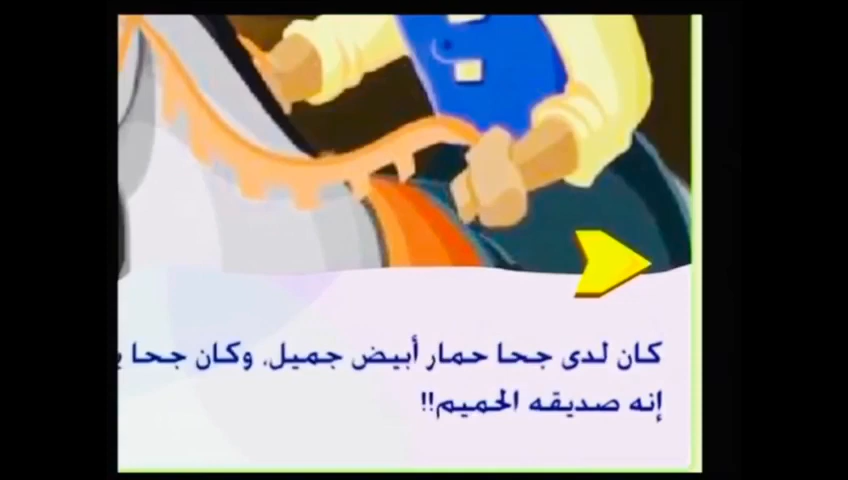 كان لدى جحا حمار أبيض جميل، وكان جحا
إنه صديقه الحميم!!